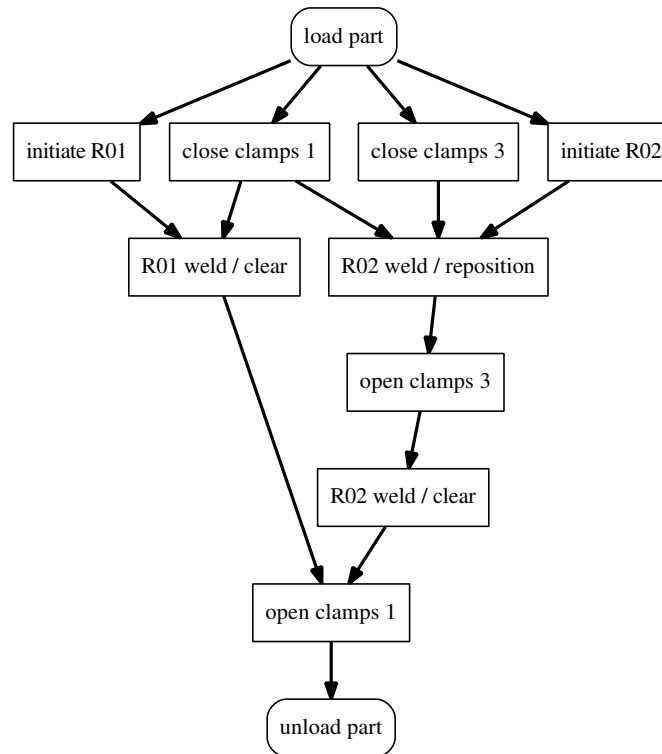 load part
initiate R01
close clamps 1
close clamps 3
initiate R02
R01 weld / clear
R02 weld / reposition
open clamps 3
R02 weld / clear
open clamps 1
unload part